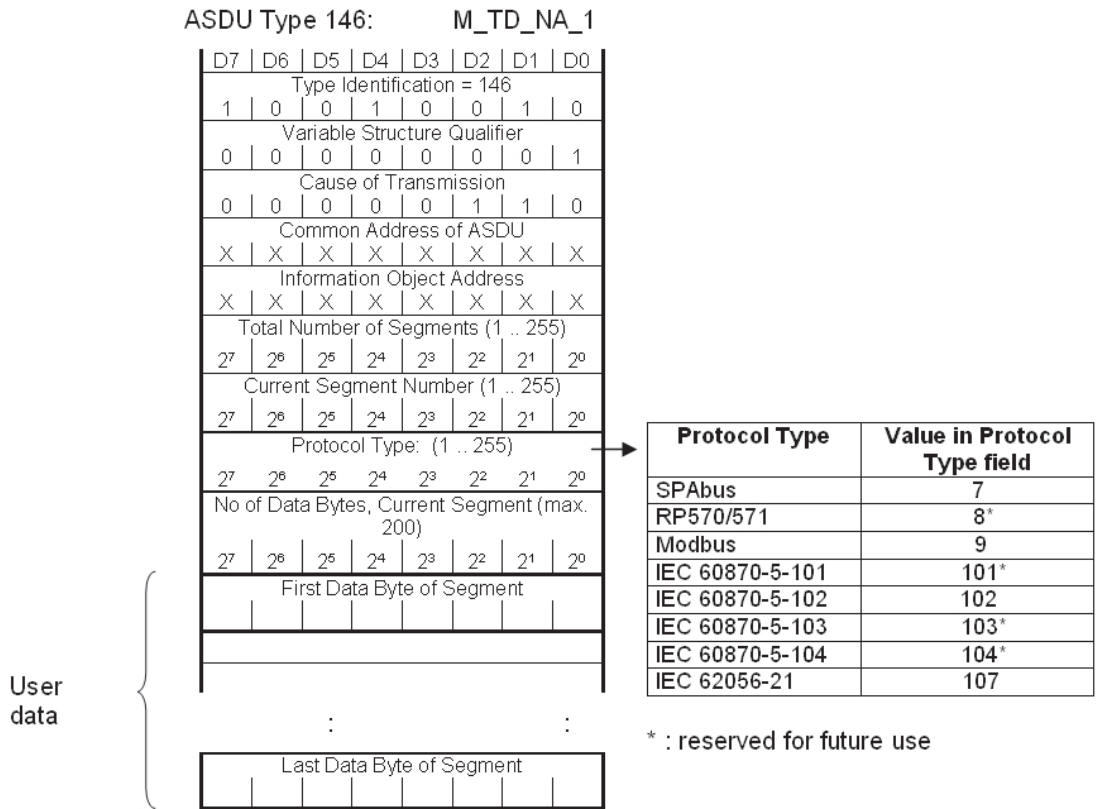 ASDU Type 146: M_TD_NA_1
D7 D6 D5 D4 D3 D2 D1 D0
Type Identification = 146
1 0 0 1 0 0 1 0
Variable Structure Qualifier
0 0 0 0 0 0 0 1
Cause of Transmission
0 0 0 0 0 1 1 0
Common Address of ASDU
X X X X X X X X
Information Object Address
X X X X X X X X
Total Number of Segments (1 .. 255)
2⁷ 2⁶ 2⁵ 2⁴ 2³ 2² 2¹ 2⁰
Current Segment Number (1 .. 255)
2⁷ 2⁶ 2⁵ 2⁴ 2³ 2² 2¹ 2⁰
Protocol Type: (1 .. 255)
2⁷ 2⁶ 2⁵ 2⁴ 2³ 2² 2¹ 2⁰
No of Data Bytes, Current Segment (max.
200)
2⁷ 2⁶ 2⁵ 2⁴ 2³ 2² 2¹ 2⁰
First Data Byte of Segment
: :
Last Data Byte of Segment
User
data
Protocol Type Value in Protocol
Type field
SPAbus 7
RP570/571 8*
Modbus 9
IEC 60870-5-101 101*
IEC 60870-5-102 102
IEC 60870-5-103 103*
IEC 60870-5-104 104*
IEC 62056-21 107
* : reserved for future use